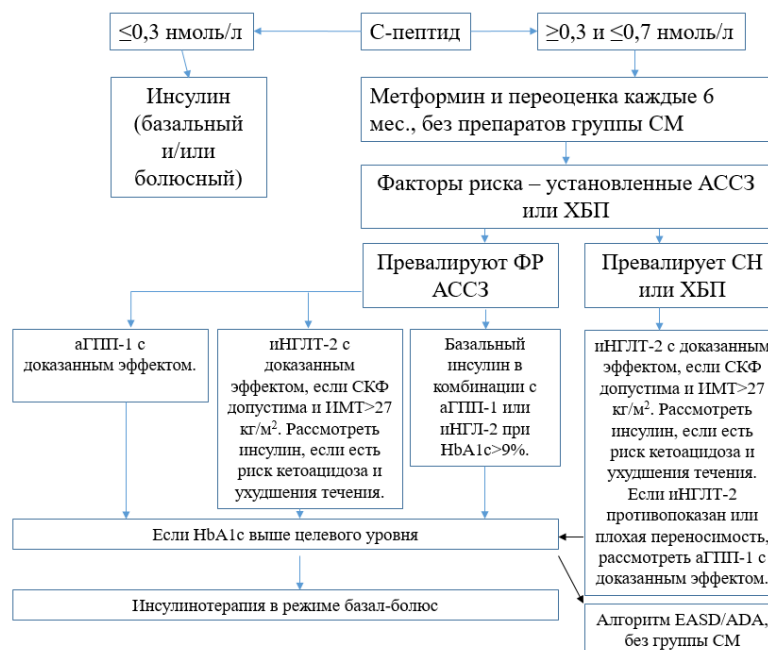 ≤0,3 нмоль/л
С-пептид
≥0,3 и ≤0,7 нмоль/л
Инсулин
(базальный
и/или
болюсный)
Метформин и переоценка каждые 6
мес., без препаратов группы СМ
Факторы риска – установленные АССЗ
или ХБП
Превалируют ФР
АССЗ
Превалирует СН
или ХБП
аГПП-1 с
доказанным эффектом.
иНГЛТ-2 с
доказанным
эффектом, если СКФ
допустима и ИМТ>27
кг/м². Рассмотреть
инсулин, если есть
риск кетоацидоза и
ухудшения течения.
Базальный
инсулин в
комбинации с
аГПП-1 или
иНГЛ-2 при
HbA1c>9%.
иНГЛТ-2 с доказанным
эффектом, если СКФ
допустима и ИМТ>27
кг/м². Рассмотреть
инсулин, если есть
риск кетоацидоза и
ухудшения течения.
Если иНГЛТ-2
противопоказан или
плохая переносимость,
рассмотреть аГПП-1 с
доказанным эффектом.
Если HbA1c выше целевого уровня
Инсулинотерапия в режиме базал-болюс
Алгоритм EASD/ADA,
без группы СМ